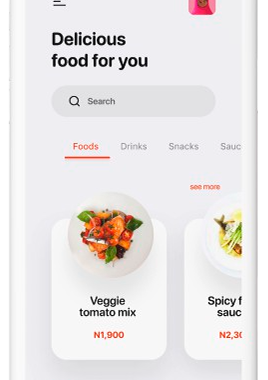 Delicious
food for you
Search
Foods Drinks Snacks Sauc
see more
Veggie
tomato mix
N1,900
Spicy f
sauc
N2,30